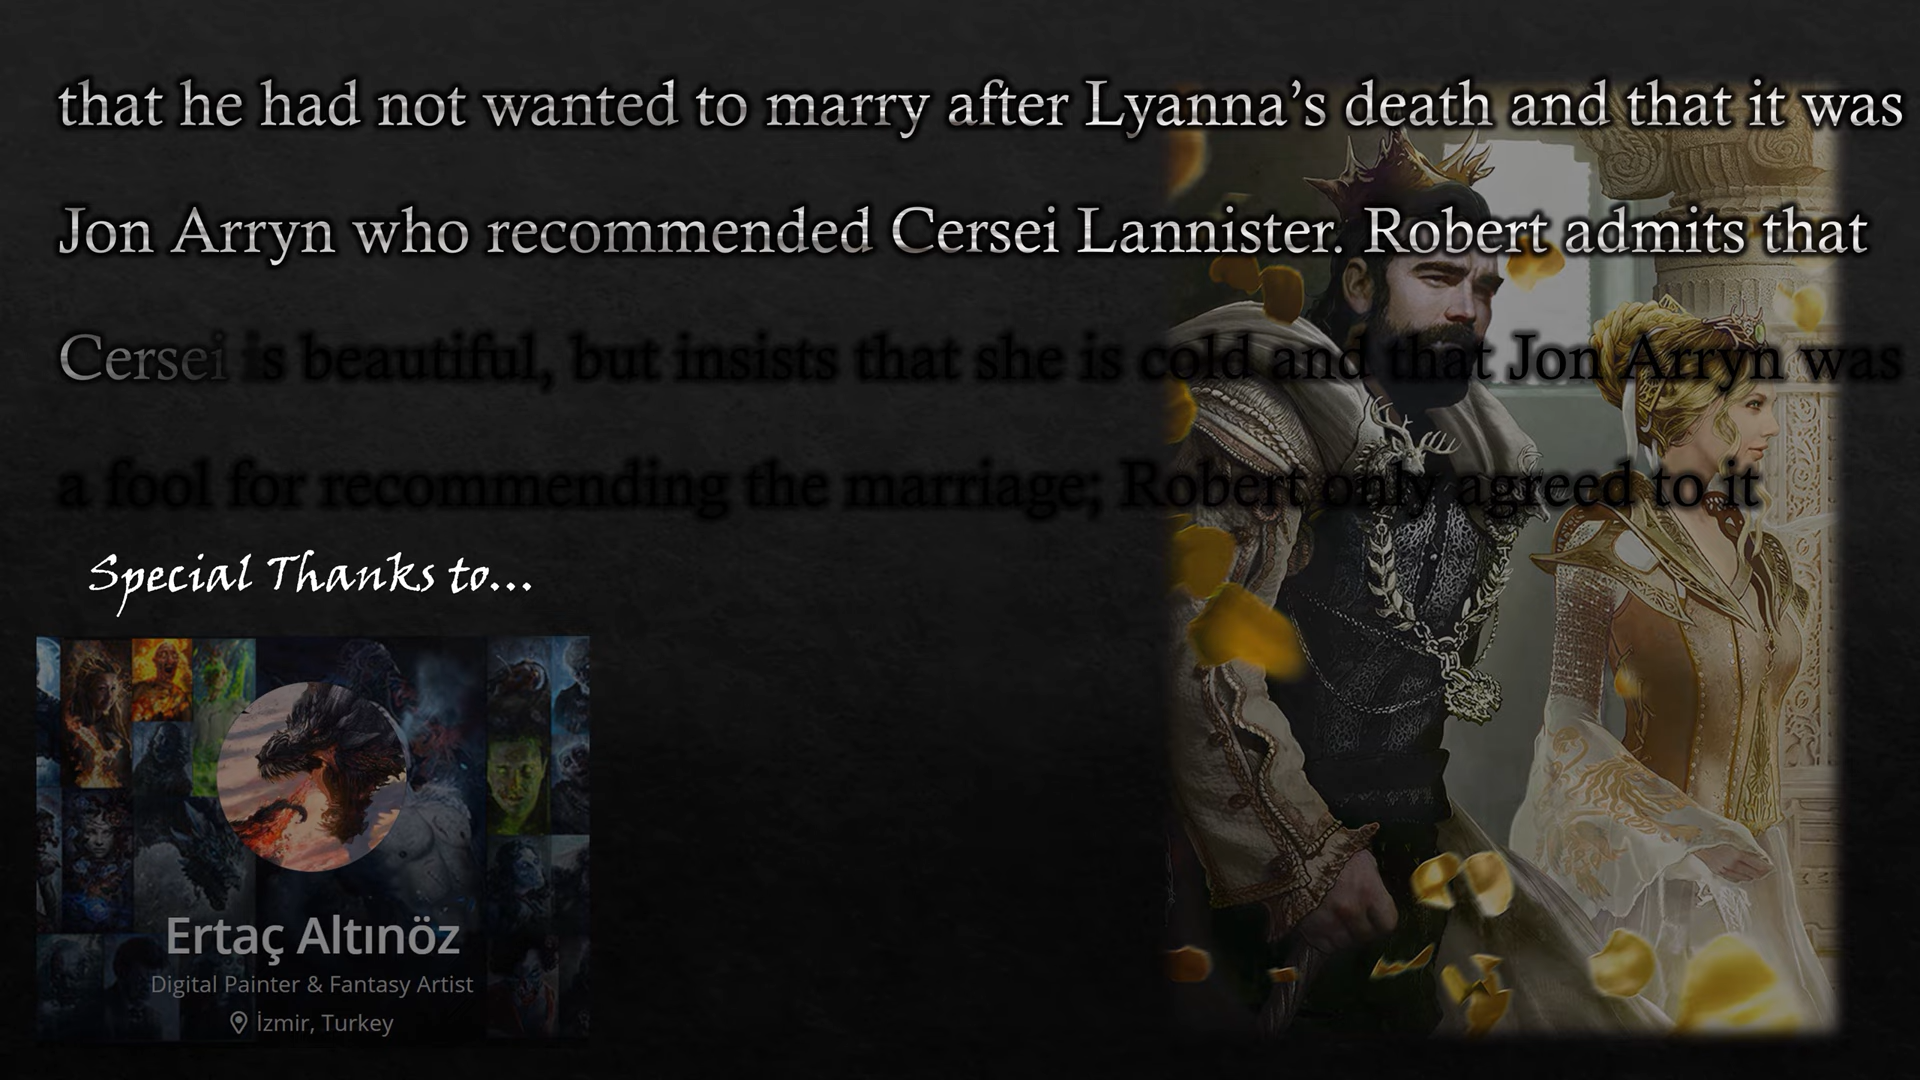 that he had not wanted to marry after Lyanna’s death and that it was
Jon Arryn who recommended Cersei Lannister. Robert admits that
Cersei is beautiful, but insists that she is cold and that Jon Arryn was
a fool for recommending the marriage; Robert only agreed to it
Special Thanks to...
Ertaç Altınöz
Digital Painter & Fantasy Artist
İzmir, Turkey